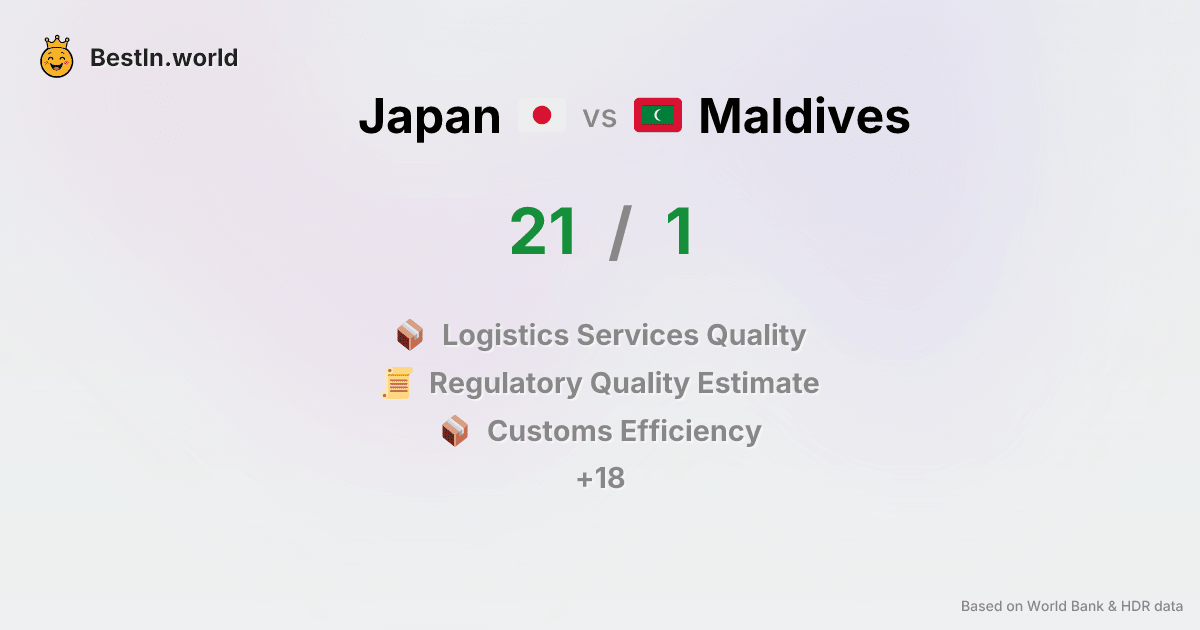 BestIn.world
Japan vs Maldives
21 / 1
Logistics Services Quality
Regulatory Quality Estimate
Customs Efficiency
+18
Based on World Bank & HDR data